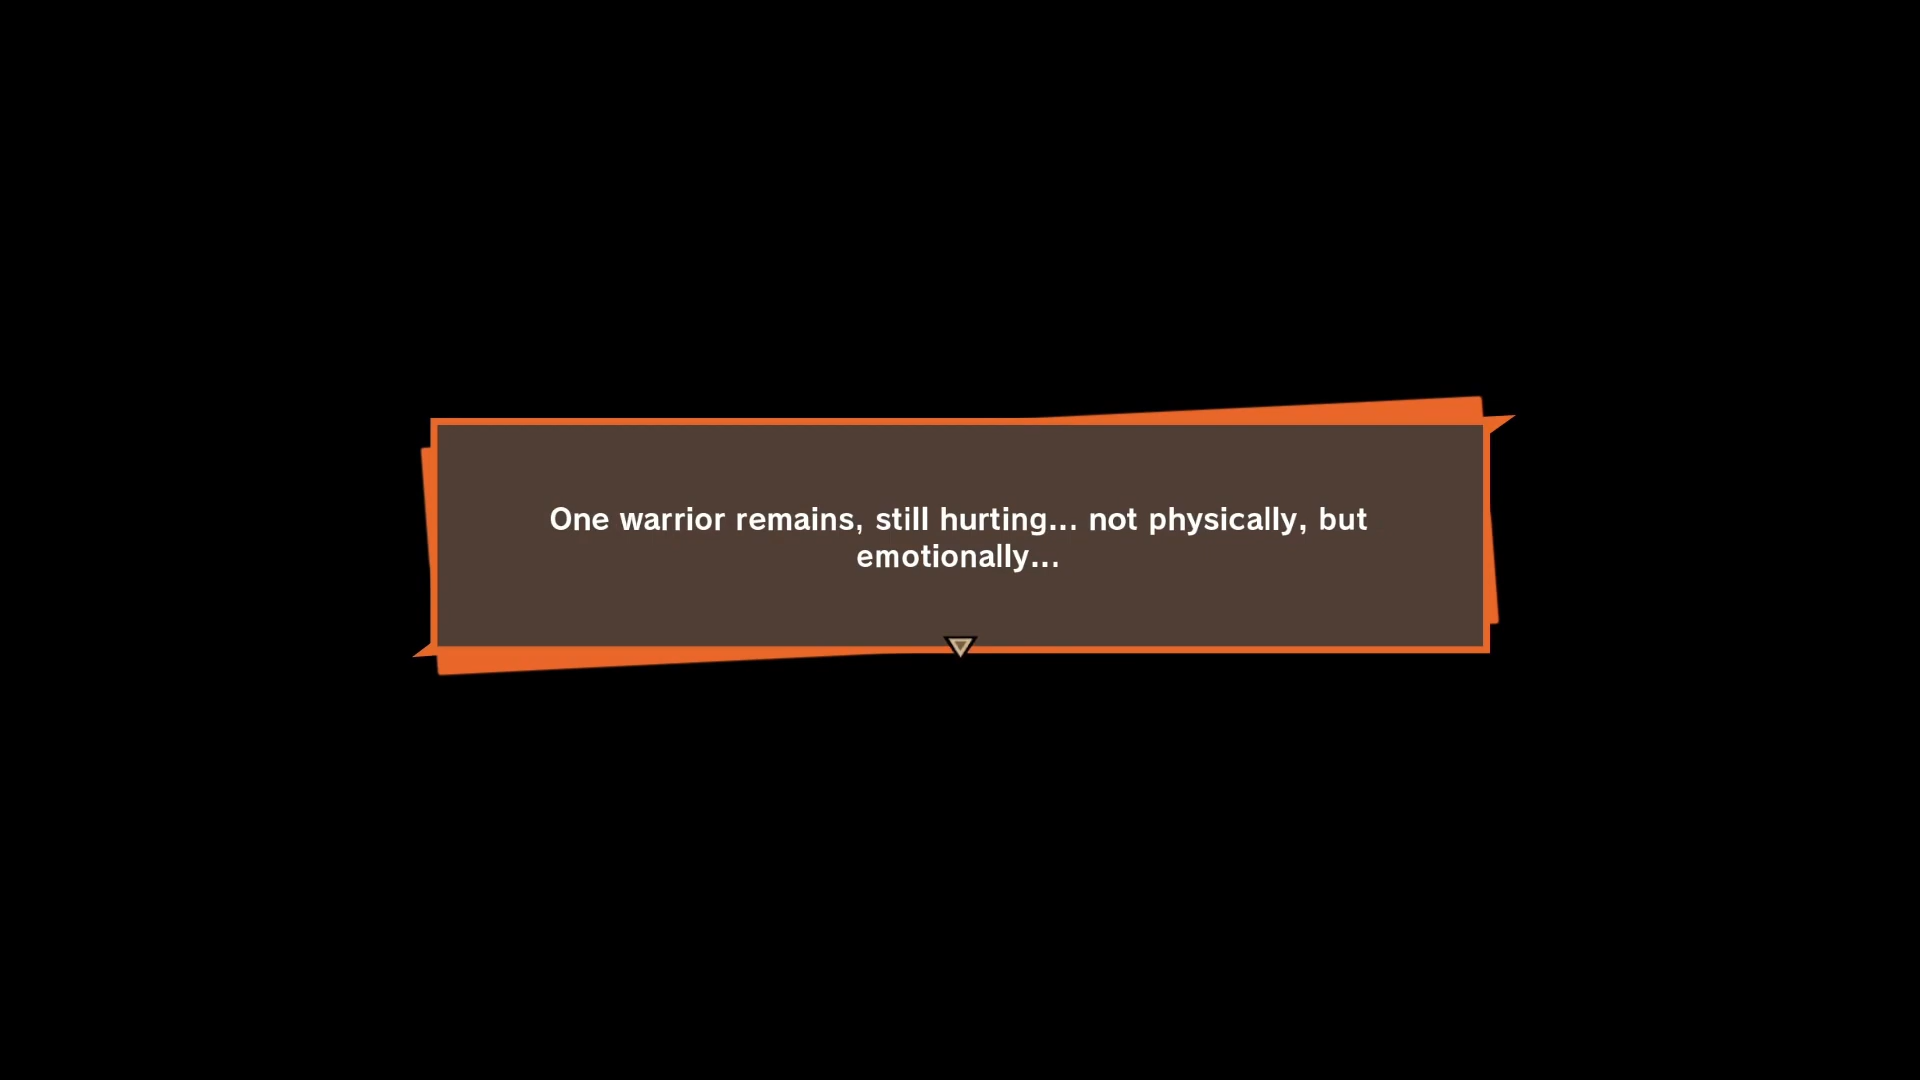 One warrior remains, still hurting... not physically, but
emotionally...